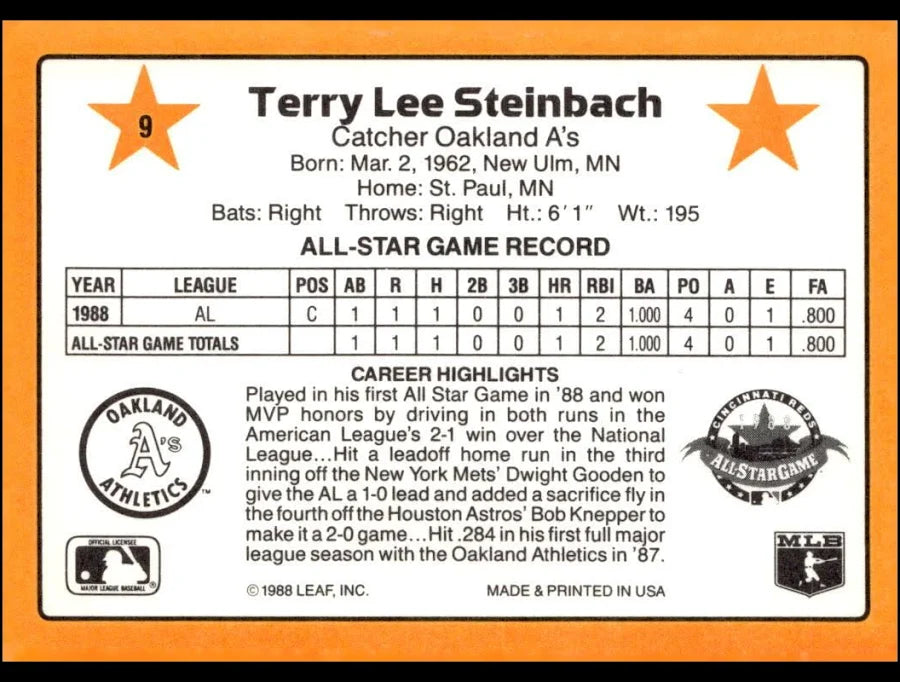 9
Terry Lee Steinbach
Catcher Oakland A's
Born: Mar. 2, 1962, New Ulm, MN
Home: St. Paul, MN
Bats: Right Throws: Right Ht.: 6'1" Wt.: 195
ALL-STAR GAME RECORD
YEAR LEAGUE POS AB R H 2B 3B HR RBI BA PO A E FA
1988 AL C 1 1 1 0 0 1 2 1.000 4 0 1 .800
ALL-STAR GAME TOTALS 1 1 1 0 0 1 2 1.000 4 0 1 .800
CAREER HIGHLIGHTS
Played in his first All Star Game in '88 and won
MVP honors by driving in both runs in the
American League's 2-1 win over the National
League...Hit a leadoff home run in the third
inning off the New York Mets' Dwight Gooden to
give the AL a 1-0 lead and added a sacrifice fly in
the fourth off the Houston Astros' Bob Knepper to
make it a 2-0 game...Hit .284 in his first full major
league season with the Oakland Athletics in '87.
OAKLAND
A's
ATHLETICS
TM
CINCINNATI REDS
1988
ALL-STAR GAME
OFFICIAL LICENSEE
MAJOR LEAGUE BASEBALL
®
MLB
© 1988 LEAF, INC.
MADE & PRINTED IN USA